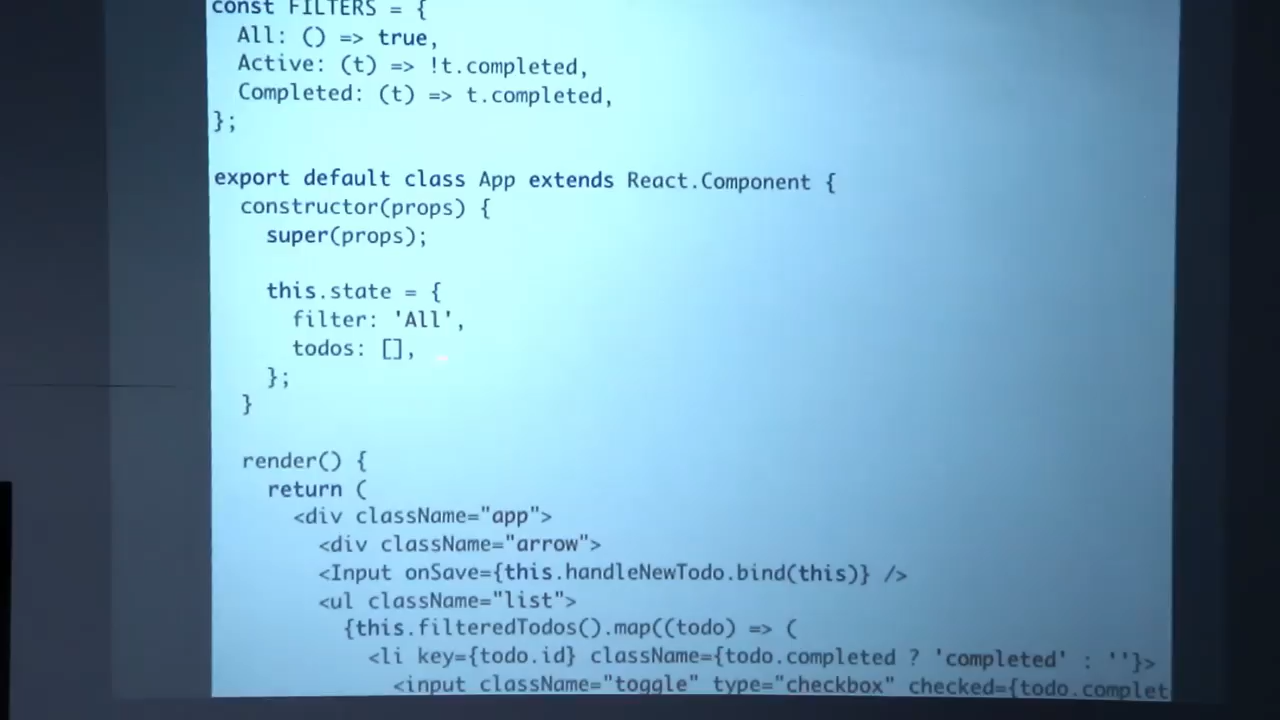 const FILTERS = {
  All: () => true,
  Active: (t) => !t.completed,
  Completed: (t) => t.completed,
};

export default class App extends React.Component {
  constructor(props) {
    super(props);

    this.state = {
      filter: 'All',
      todos: [],
    };
  }

  render() {
    return (
      <div className="app">
        <div className="arrow">
        <Input onSave={this.handleNewTodo.bind(this)} />
        <ul className="list">
          {this.filteredTodos().map((todo) => (
            <li key={todo.id} className={todo.completed ? 'completed' : ''}>
              <input className="toggle" type="checkbox" checked={todo.complet